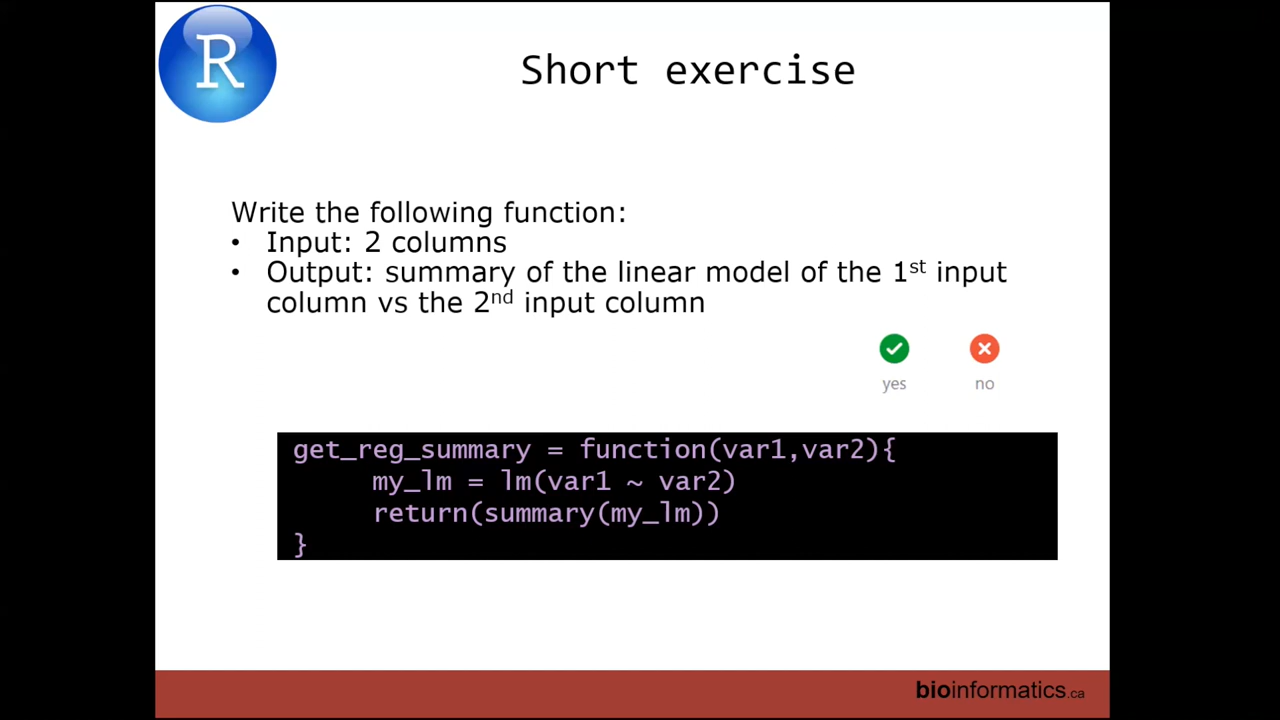 R
Short exercise
Write the following function:
• Input: 2 columns
• Output: summary of the linear model of the 1st input
column vs the 2nd input column
yes no
get_reg_summary = function(var1,var2){
my_lm = lm(var1 ~ var2)
return(summary(my_lm))
}
bioinformatics.ca